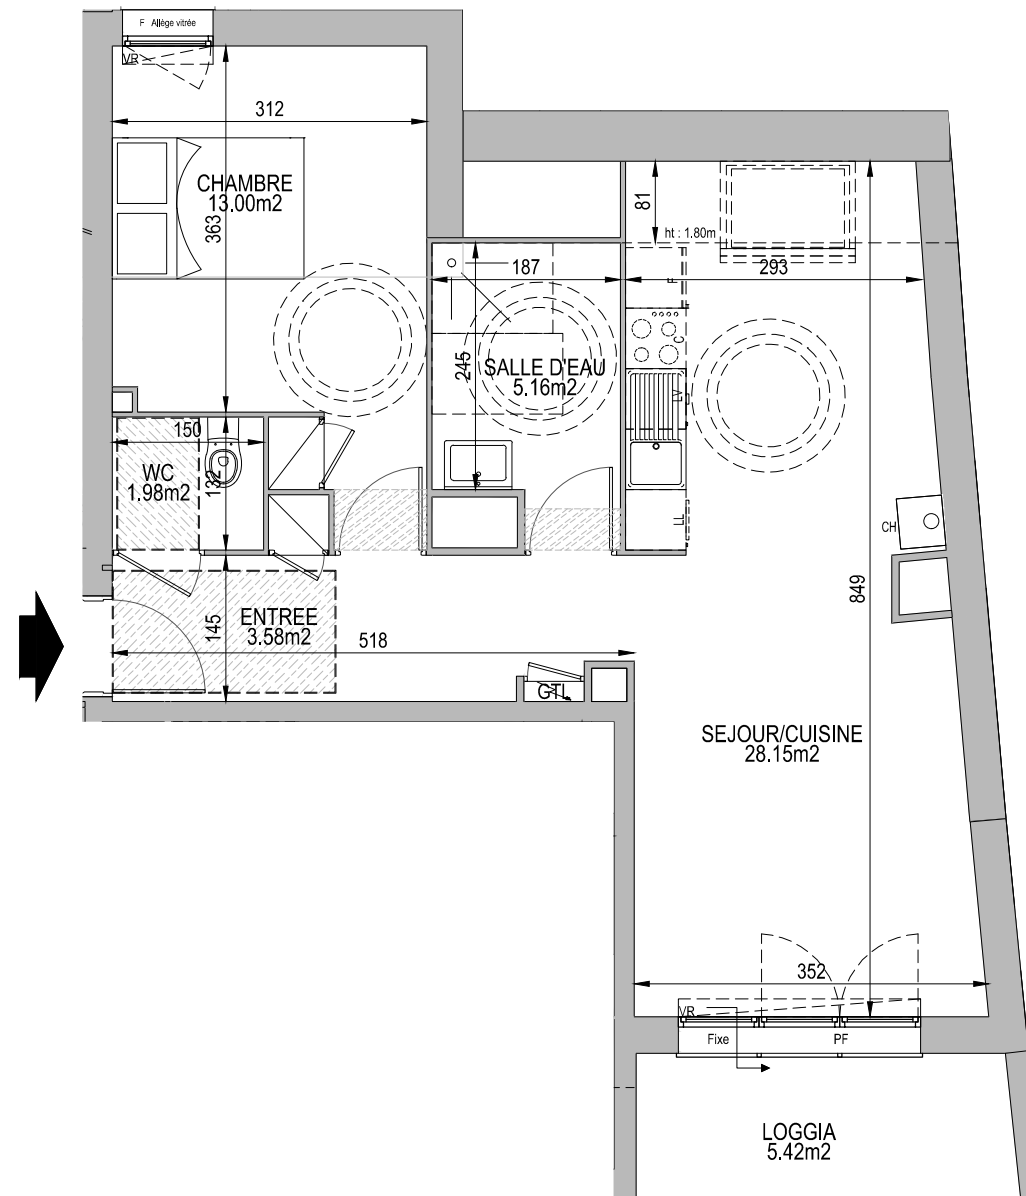 F Allège vitrée
VR
312
CHAMBRE
13.00m2
363
81
ht : 1.80m
187
293
F
C
245
SALLE D'EAU
5.16m2
LV
150
WC
1.98m2
132
LL
CH
ENTREE
3.58m2
145
518
849
GTL
SEJOUR/CUISINE
28.15m2
352
VR
Fixe
PF
LOGGIA
5.42m2